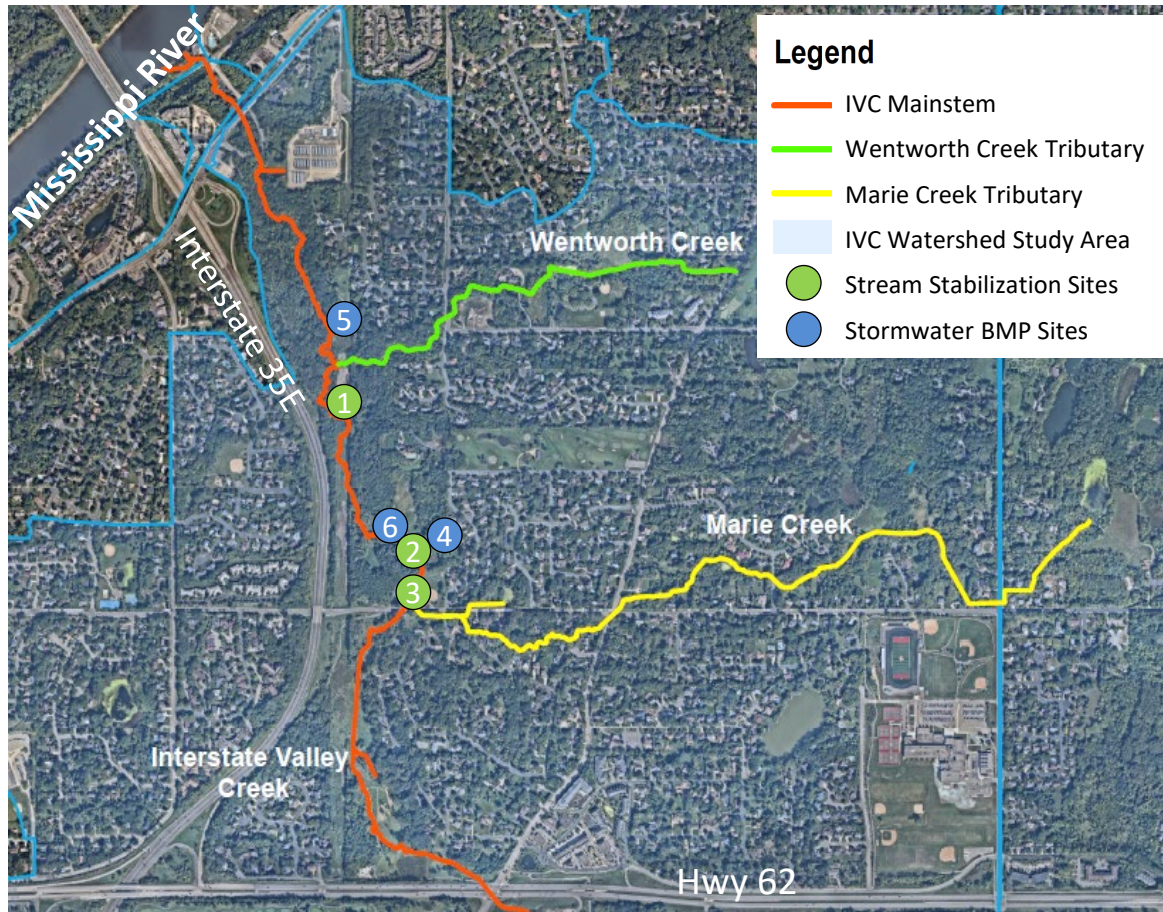 Legend
IVC Mainstem
Wentworth Creek Tributary
Marie Creek Tributary
IVC Watershed Study Area
Stream Stabilization Sites
Stormwater BMP Sites
Mississippi River
Interstate 35E
Wentworth Creek
5
1
6
4
2
3
Marie Creek
Interstate Valley
Creek
Hwy 62